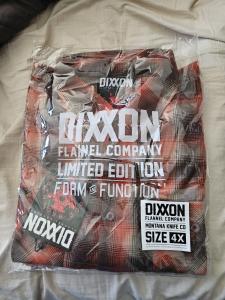 DIXXON
DIXXON
FLANNEL COMPANY
LIMITED EDITION
FORM FUNCTION
DIXXON
DIXXON
FLANNEL COMPANY
MONTANA KNIFE CO
SIZE 4X